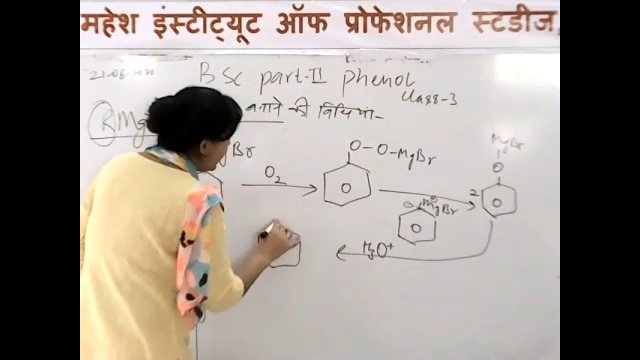 महेश इंस्टीट्यूट ऑफ प्रोफेशनल स्टडीज,
21-08-2020
BSc part-II phenol
class-3
RMg बनाने की विधियां-
Br O2 O-O-MgBr
MgBr
O
2
MgBr
H3O+